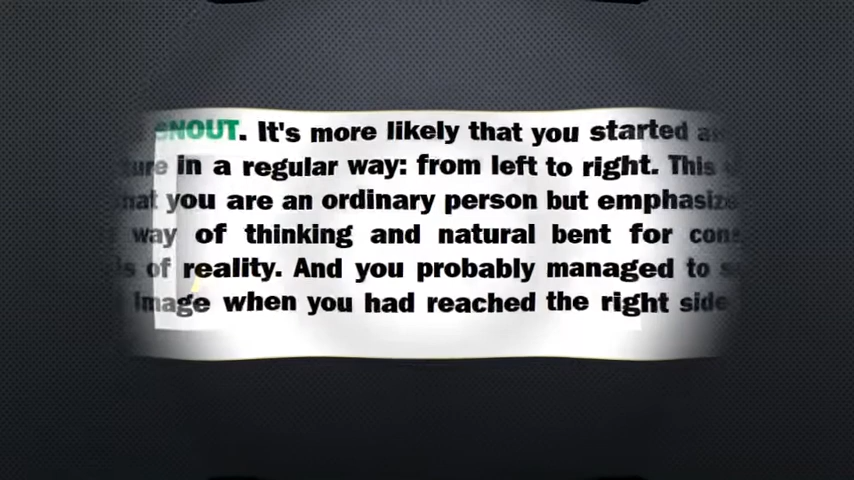 NOUT. It's more likely that you started
in a regular way: from left to right. This
you are an ordinary person but emphasize
way of thinking and natural bent for
of reality. And you probably managed to
image when you had reached the right side